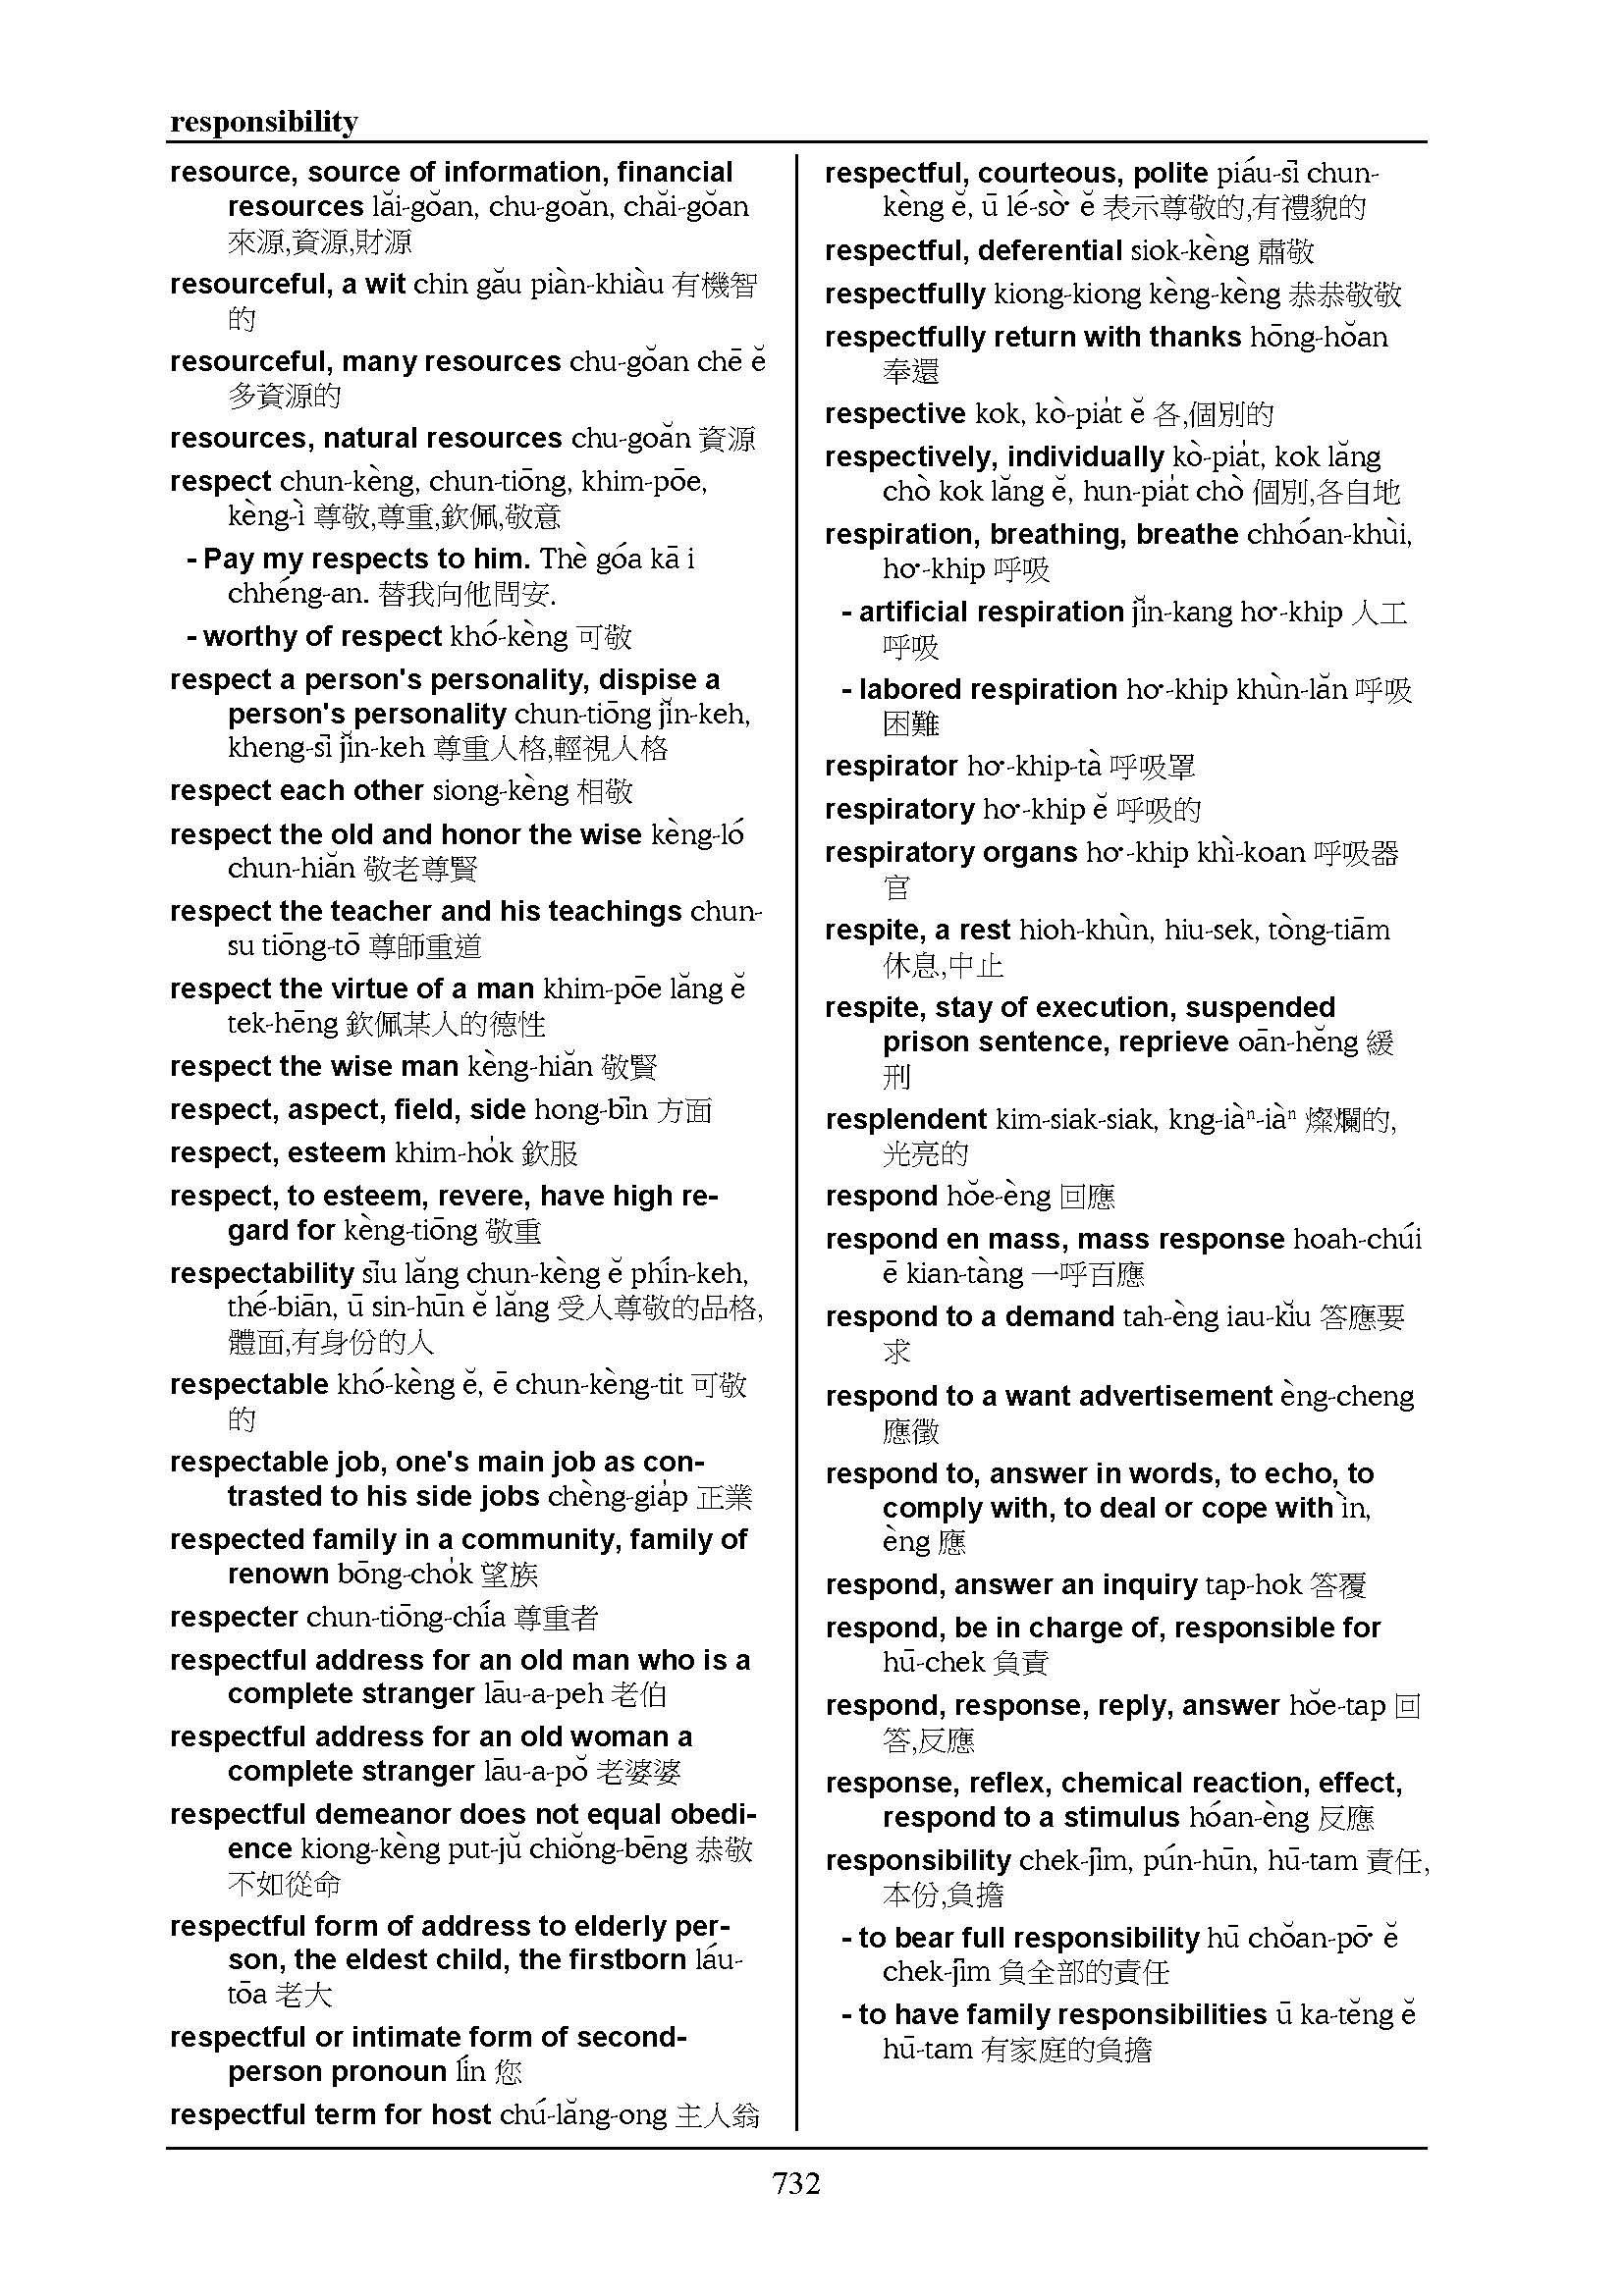 responsibility
resource, source of information, financial
resources lăi-gŏan, chu-goăn, chăi-gŏan
來源,資源,財源
resourceful, a wit chin gău piàn-khiàu 有機智
的
resourceful, many resources chu-gŏan chē ĕ
多資源的
resources, natural resources chu-goăn 資源
respect chun-kèng, chun-tiōng, khim-pōe,
kèng-ì 尊敬,尊重,欽佩,敬意
- Pay my respects to him. Thè góa kā i
chhéng-an. 替我向他問安.
- worthy of respect khó-kèng 可敬
respect a person's personality, dispise a
person's personality chun-tiōng jĭn-keh,
kheng-sī jĭn-keh 尊重人格,輕視人格
respect each other siong-kèng 相敬
respect the old and honor the wise kèng-ló
chun-hiăn 敬老尊賢
respect the teacher and his teachings chun-
su tiōng-tō 尊師重道
respect the virtue of a man khim-pōe lăng ĕ
tek-hēng 欽佩某人的德性
respect the wise man kèng-hiăn 敬賢
respect, aspect, field, side hong-bīn 方面
respect, esteem khim-ho̍k 欽服
respect, to esteem, revere, have high re-
gard for kèng-tiōng 敬重
respectability sīu lăng chun-kèng ĕ phín-keh,
thé-biān, ū sin-hūn ĕ lăng 受人尊敬的品格,
體面,有身份的人
respectable khó-kèng ĕ, ē chun-kèng-tit 可敬
的
respectable job, one's main job as con-
trasted to his side jobs chèng-gia̍p 正業
respected family in a community, family of
renown bōng-cho̍k 望族
respecter chun-tiōng-chía 尊重者
respectful address for an old man who is a
complete stranger lāu-a-peh 老伯
respectful address for an old woman a
complete stranger lāu-a-pŏ 老婆婆
respectful demeanor does not equal obedi-
ence kiong-kèng put-jŭ chiŏng-bēng 恭敬
不如從命
respectful form of address to elderly per-
son, the eldest child, the firstborn láu-
tōa 老大
respectful or intimate form of second-
person pronoun lín 您
respectful term for host chú-lăng-ong 主人翁
respectful, courteous, polite piáu-sī chun-
kèng ĕ, ū lé-sò͘ ĕ 表示尊敬的,有禮貌的
respectful, deferential siok-kèng 肅敬
respectfully kiong-kiong kèng-kèng 恭恭敬敬
respectfully return with thanks hōng-hŏan
奉還
respective kok, kò-pia̍t ĕ 各,個別的
respectively, individually kò-pia̍t, kok lăng
chò kok lăng ĕ, hun-pia̍t chò 個別,各自地
respiration, breathing, breathe chhóan-khùi,
ho͘-khip 呼吸
- artificial respiration jĭn-kang ho͘-khip 人工
呼吸
- labored respiration ho͘-khip khùn-lăn 呼吸
困難
respirator ho͘-khip-tà 呼吸罩
respiratory ho͘-khip ĕ 呼吸的
respiratory organs ho͘-khip khì-koan 呼吸器
官
respite, a rest hioh-khùn, hiu-sek, tòng-tiām
休息,中止
respite, stay of execution, suspended
prison sentence, reprieve oān-hĕng 緩
刑
resplendent kim-siak-siak, kng-iàⁿ-iàⁿ 燦爛的,
光亮的
respond hŏe-èng 回應
respond en mass, mass response hoah-chúi
ē kian-tàng 一呼百應
respond to a demand tah-èng iau-kĭu 答應要
求
respond to a want advertisement èng-cheng
應徵
respond to, answer in words, to echo, to
comply with, to deal or cope with ìn,
èng 應
respond, answer an inquiry tap-hok 答覆
respond, be in charge of, responsible for
hū-chek 負責
respond, response, reply, answer hŏe-tap 回
答,反應
response, reflex, chemical reaction, effect,
respond to a stimulus hóan-èng 反應
responsibility chek-jīm, pún-hūn, hū-tam 責任,
本份,負擔
- to bear full responsibility hū chŏan-pō͘ ĕ
chek-jīm 負全部的責任
- to have family responsibilities ū ka-tĕng ĕ
hū-tam 有家庭的負擔
732